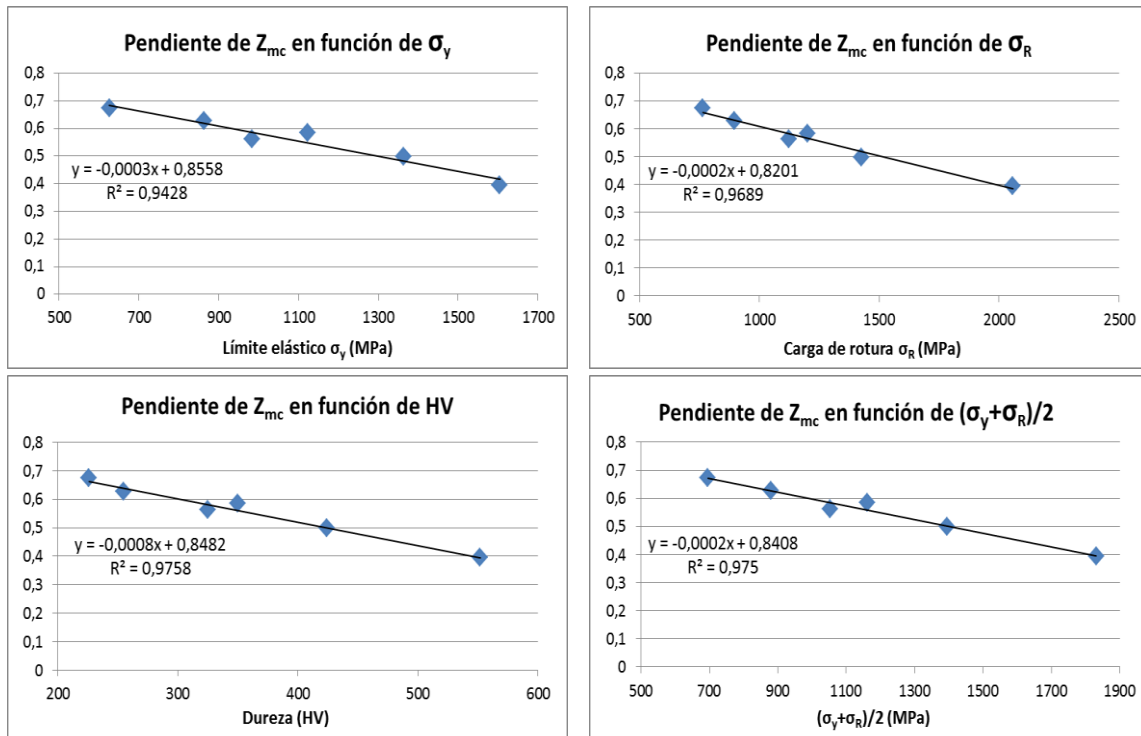 Pendiente de Zmc en función de σy
0,8
0,7
0,6
0,5
0,4
0,3
0,2
0,1
0
y = -0,0003x + 0,8558
R² = 0,9428
500 700 900 1100 1300 1500 1700
Límite elástico σy (MPa)
Pendiente de Zmc en función de σR
0,8
0,7
0,6
0,5
0,4
0,3
0,2
0,1
0
y = -0,0002x + 0,8201
R² = 0,9689
500 1000 1500 2000 2500
Carga de rotura σR (MPa)
Pendiente de Zmc en función de HV
0,8
0,7
0,6
0,5
0,4
0,3
0,2
0,1
0
y = -0,0008x + 0,8482
R² = 0,9758
200 300 400 500 600
Dureza (HV)
Pendiente de Zmc en función de (σy+σR)/2
0,8
0,7
0,6
0,5
0,4
0,3
0,2
0,1
0
y = -0,0002x + 0,8408
R² = 0,975
500 700 900 1100 1300 1500 1700 1900
(σy+σR)/2 (MPa)